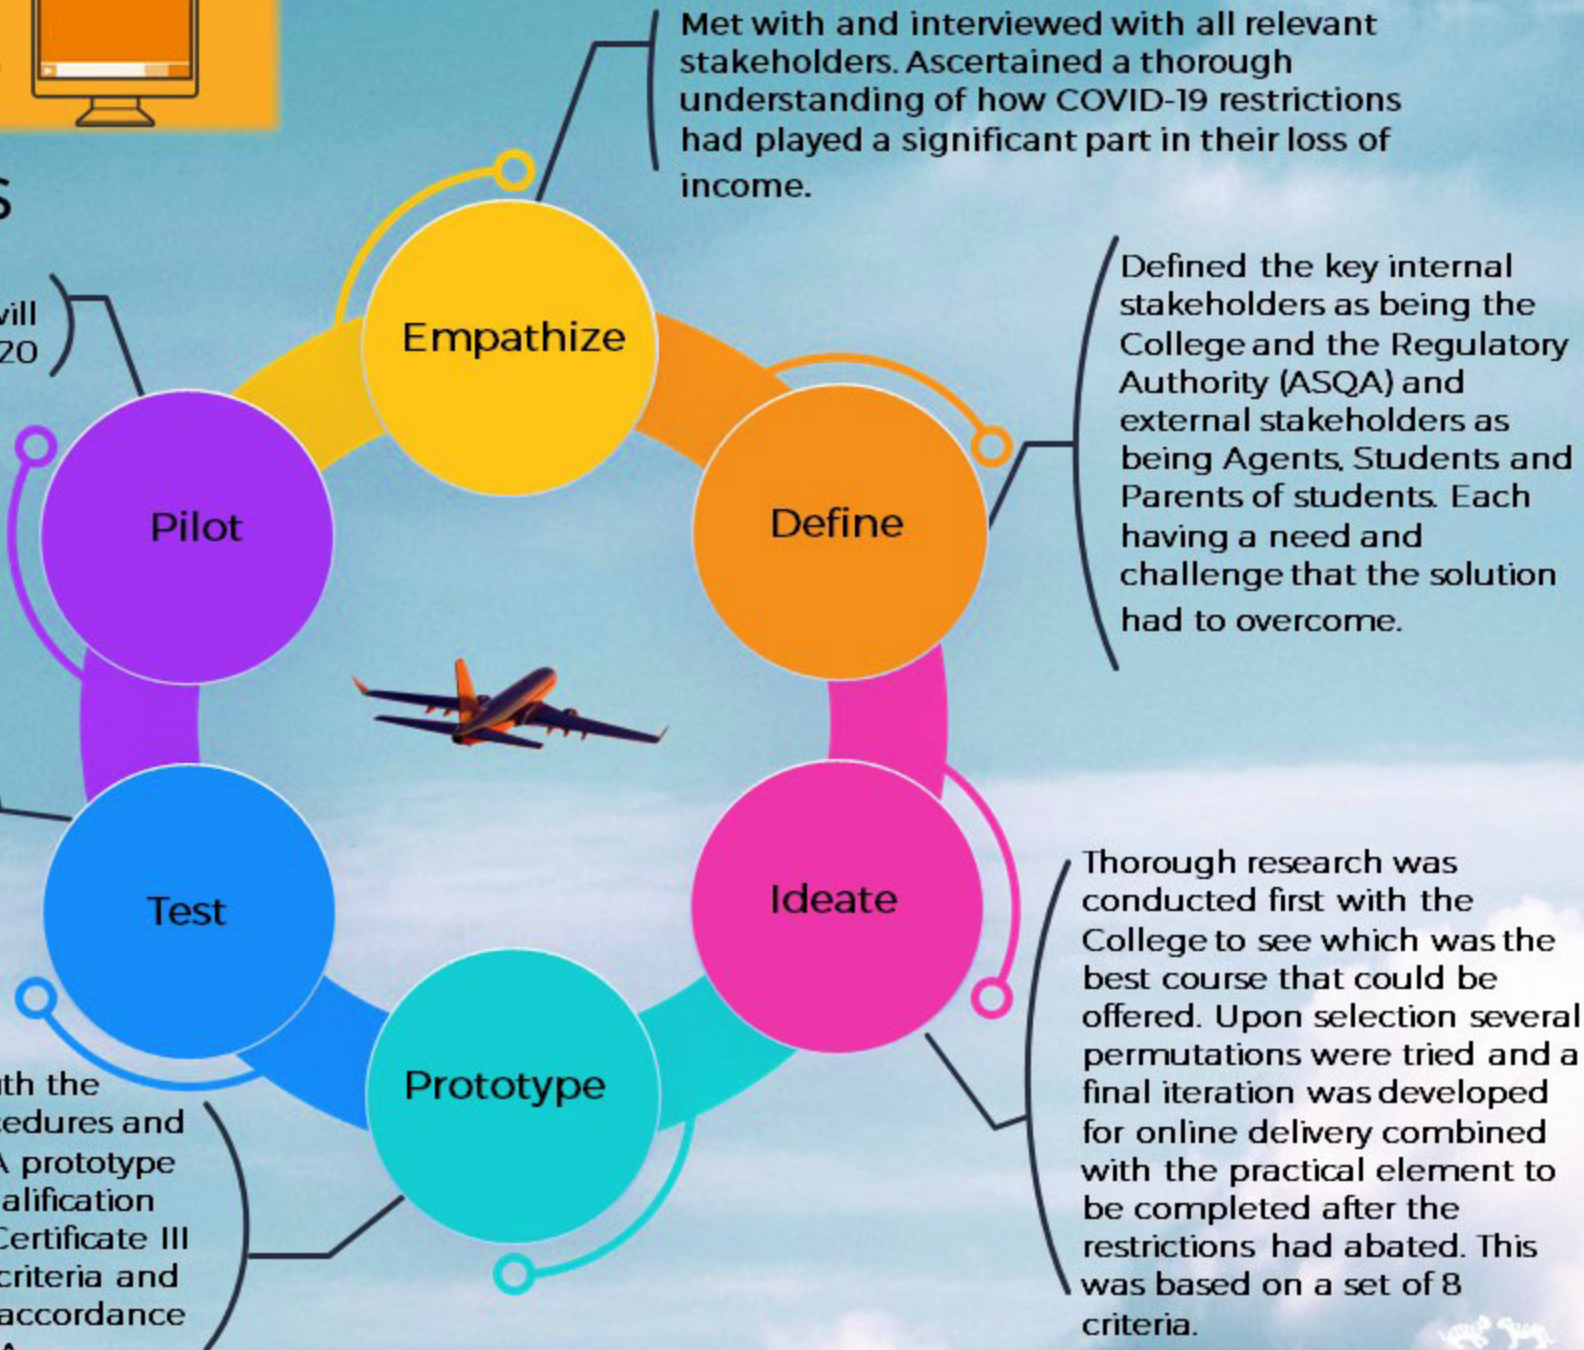 Met with and interviewed with all relevant
stakeholders. Ascertained a thorough
understanding of how COVID-19 restrictions
had played a significant part in their loss of
income.
Empathize
Defined the key internal
stakeholders as being the
College and the Regulatory
Authority (ASQA) and
external stakeholders as
being Agents, Students and
Parents of students. Each
having a need and
challenge that the solution
had to overcome.
Define
20
Pilot
Test
Ideate
Thorough research was
conducted first with the
College to see which was the
best course that could be
offered. Upon selection several
permutations were tried and a
final iteration was developed
for online delivery combined
with the practical element to
be completed after the
restrictions had abated. This
was based on a set of 8
criteria.
Prototype
the
and
prototype
Certificate III
criteria and
accordance